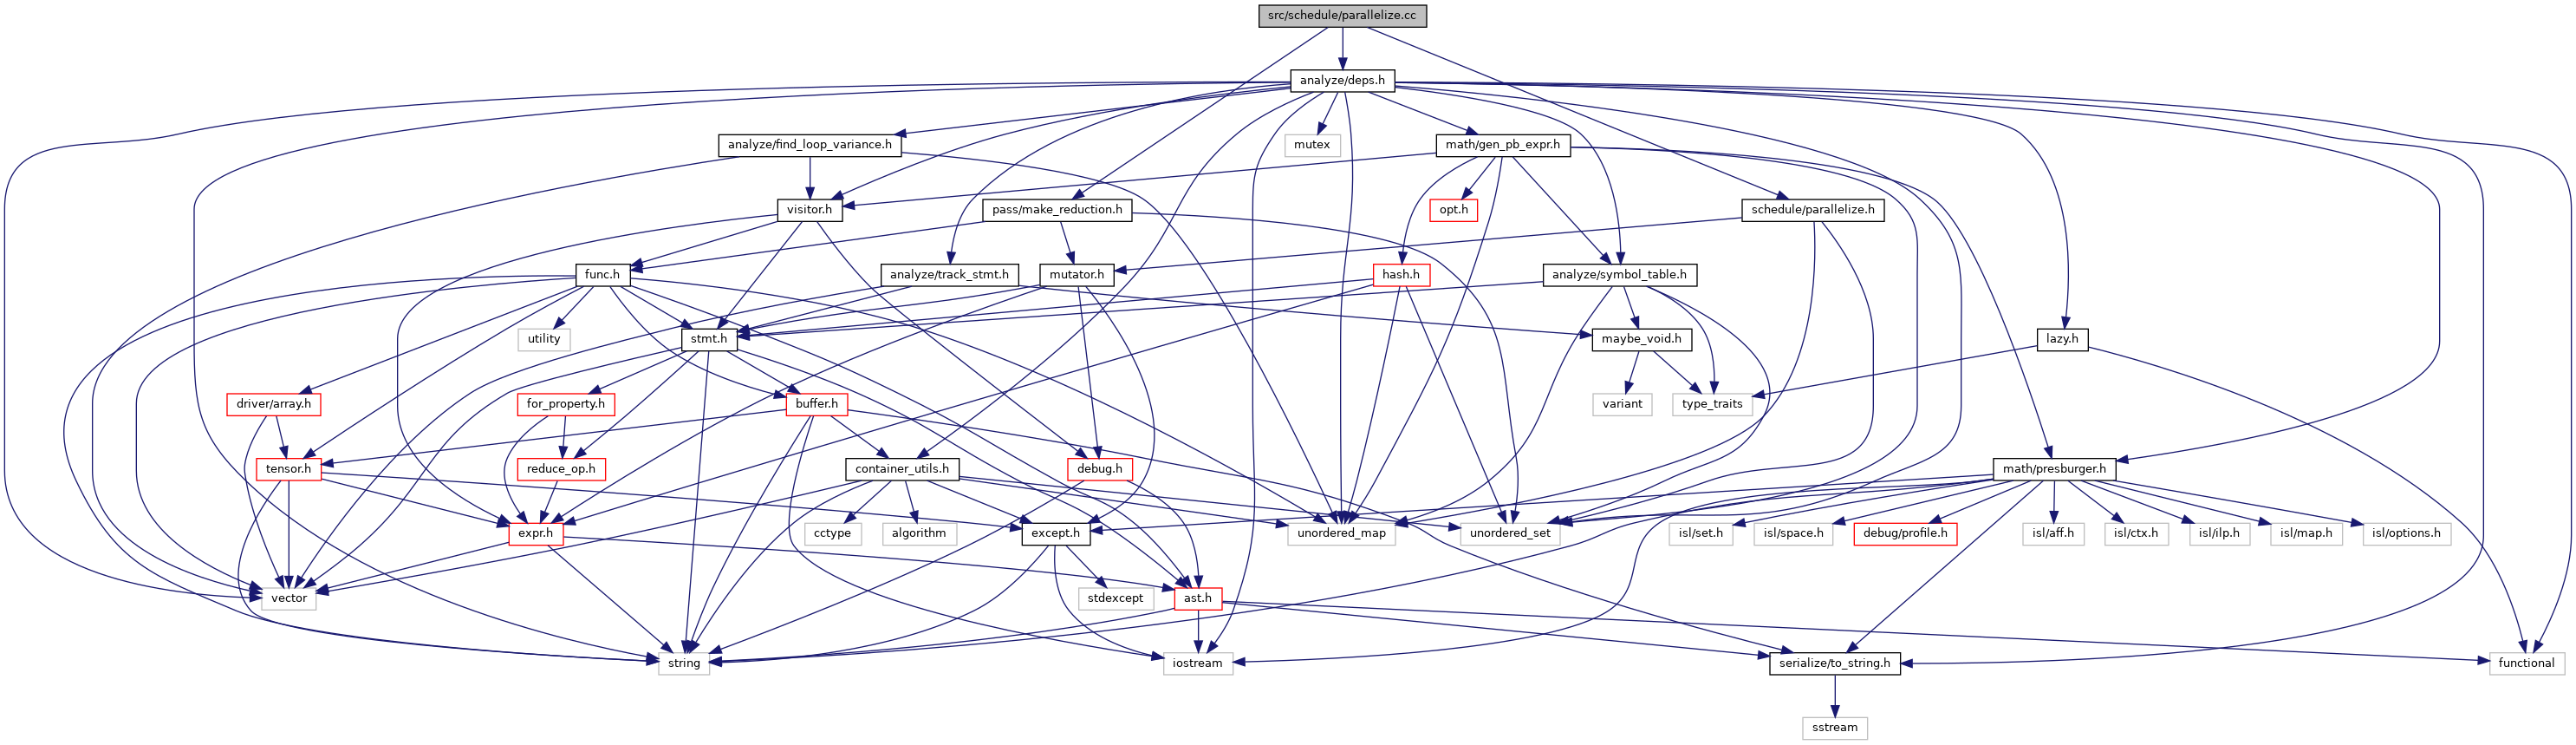 src/schedule/parallelize.cc
analyze/deps.h
analyze/find_loop_variance.h
mutex
math/gen_pb_expr.h
visitor.h
pass/make_reduction.h
opt.h
schedule/parallelize.h
func.h
analyze/track_stmt.h
mutator.h
hash.h
analyze/symbol_table.h
utility
stmt.h
maybe_void.h
lazy.h
driver/array.h
for_property.h
buffer.h
variant
type_traits
tensor.h
reduce_op.h
container_utils.h
debug.h
math/presburger.h
expr.h
cctype
algorithm
except.h
unordered_map
unordered_set
isl/set.h
isl/space.h
debug/profile.h
isl/aff.h
isl/ctx.h
isl/ilp.h
isl/map.h
isl/options.h
vector
stdexcept
ast.h
string
iostream
serialize/to_string.h
functional
sstream